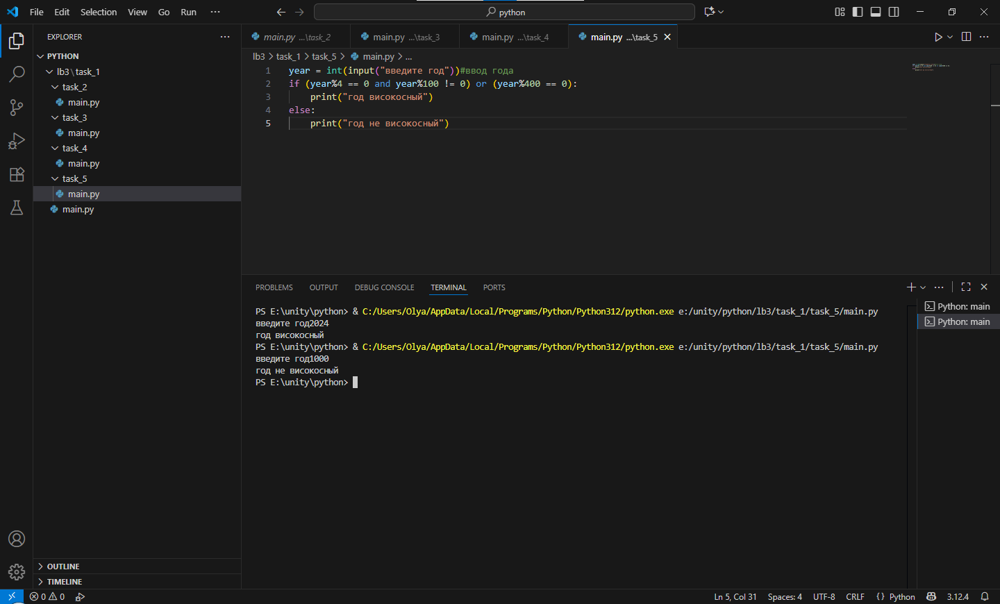 File Edit Selection View Go Run ···
python
EXPLORER ···
PYTHON
lb3\task_1
task_2
main.py
task_3
main.py
task_4
main.py
task_5
main.py
main.py
OUTLINE
TIMELINE
main.py ...\task_2 main.py ...\task_3 main.py ...\task_4 main.py ...\task_5
lb3 > task_1 > task_5 > main.py > ...
1 year = int(input("введите год"))#ввод года
2 if (year%4 == 0 and year%100 != 0) or (year%400 == 0):
3 print("год високосный")
4 else:
5 print("год не високосный")
PROBLEMS OUTPUT DEBUG CONSOLE TERMINAL PORTS
PS E:\unity\python> & C:/Users/Olya/AppData/Local/Programs/Python/Python312/python.exe e:/unity/python/lb3/task_1/task_5/main.py
введите год2024
год високосный
PS E:\unity\python> & C:/Users/Olya/AppData/Local/Programs/Python/Python312/python.exe e:/unity/python/lb3/task_1/task_5/main.py
введите год1000
год не високосный
PS E:\unity\python>
Python: main
Python: main
0 0
Ln 5, Col 31 Spaces: 4 UTF-8 CRLF {} Python 3.12.4